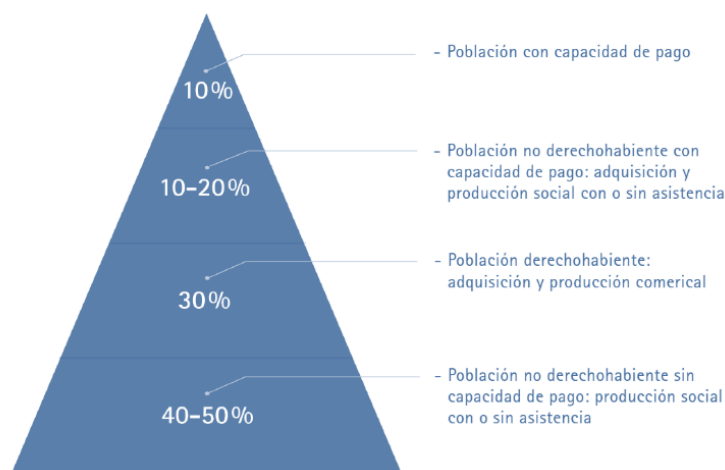 10%
- Población con capacidad de pago
10-20%
- Población no derechohabiente con
capacidad de pago: adquisición y
producción social con o sin asistencia
30%
- Población derechohabiente:
adquisición y producción comerical
40-50%
- Población no derechohabiente sin
capacidad de pago: producción social
con o sin asistencia